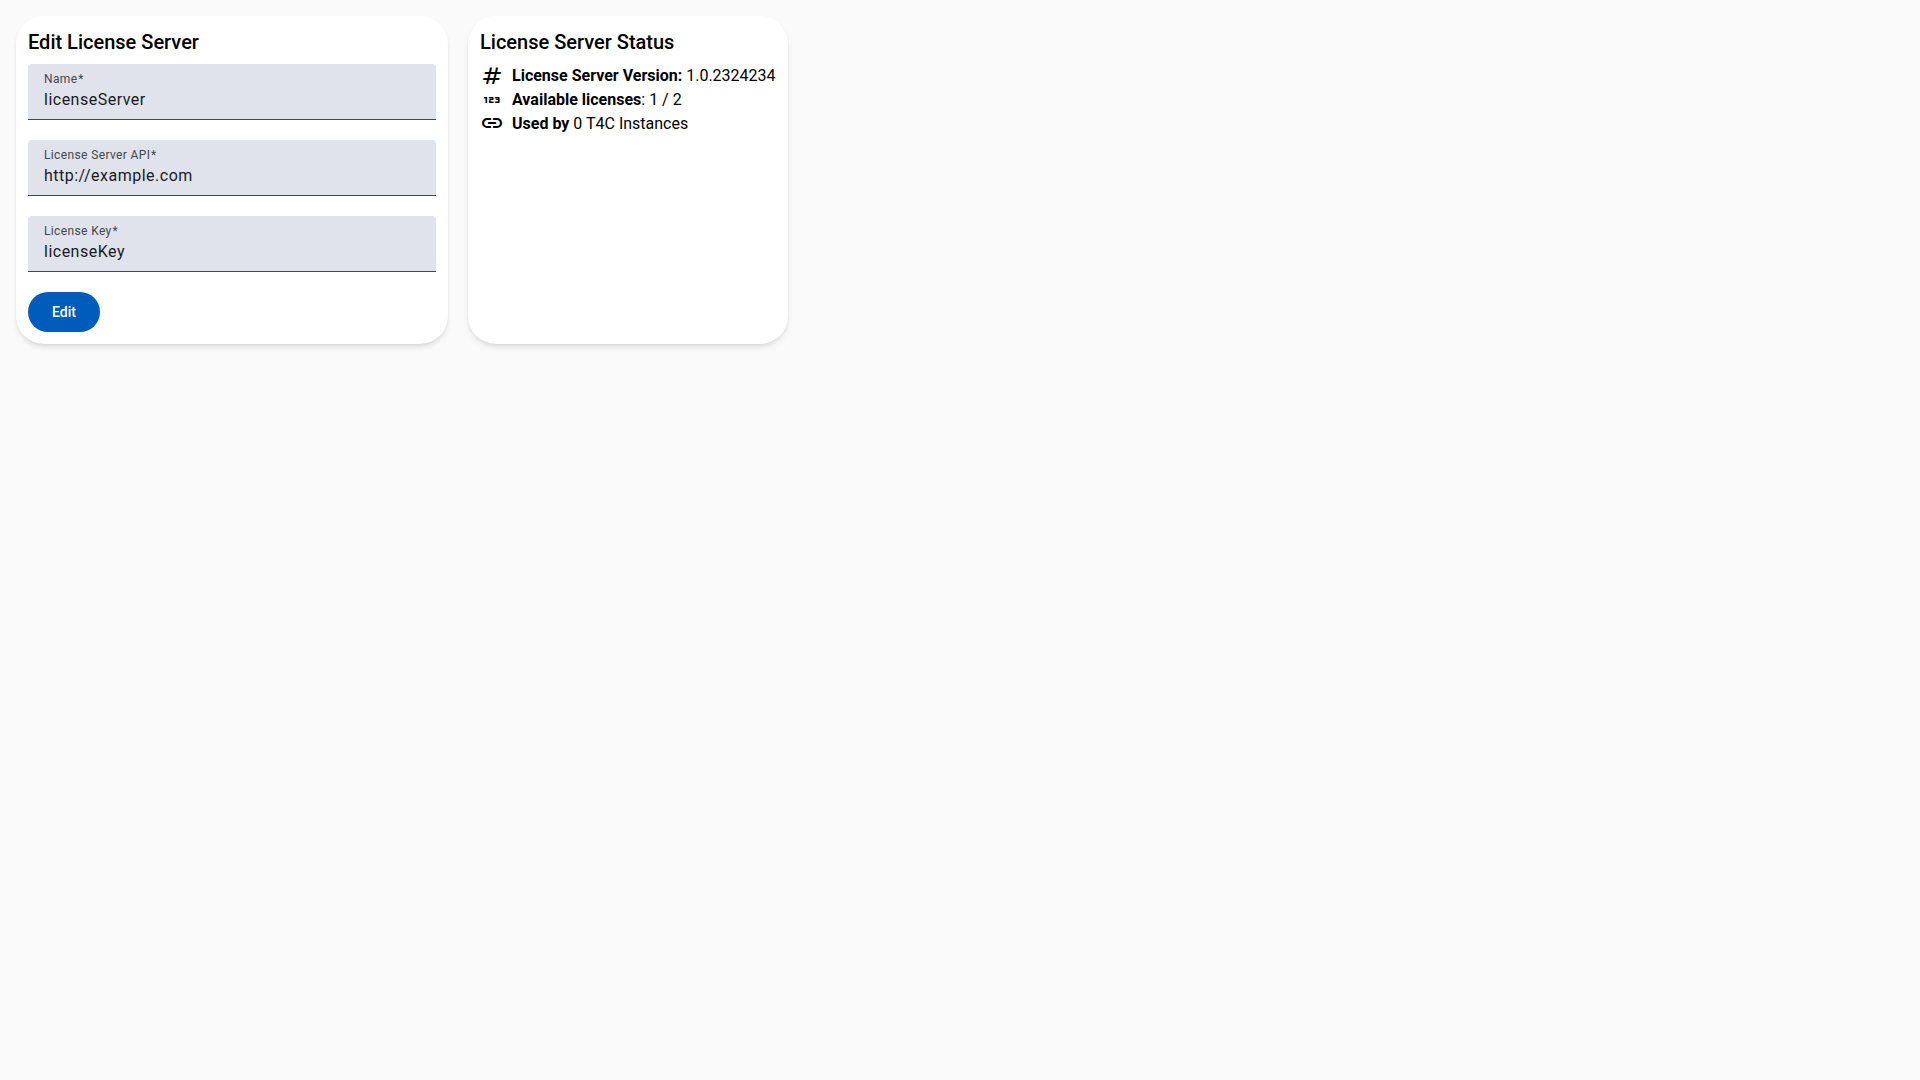 Edit License Server
Name*
licenseServer
License Server API*
http://example.com
License Key*
licenseKey
Edit
License Server Status
License Server Version: 1.0.2324234
123 Available licenses: 1 / 2
Used by 0 T4C Instances